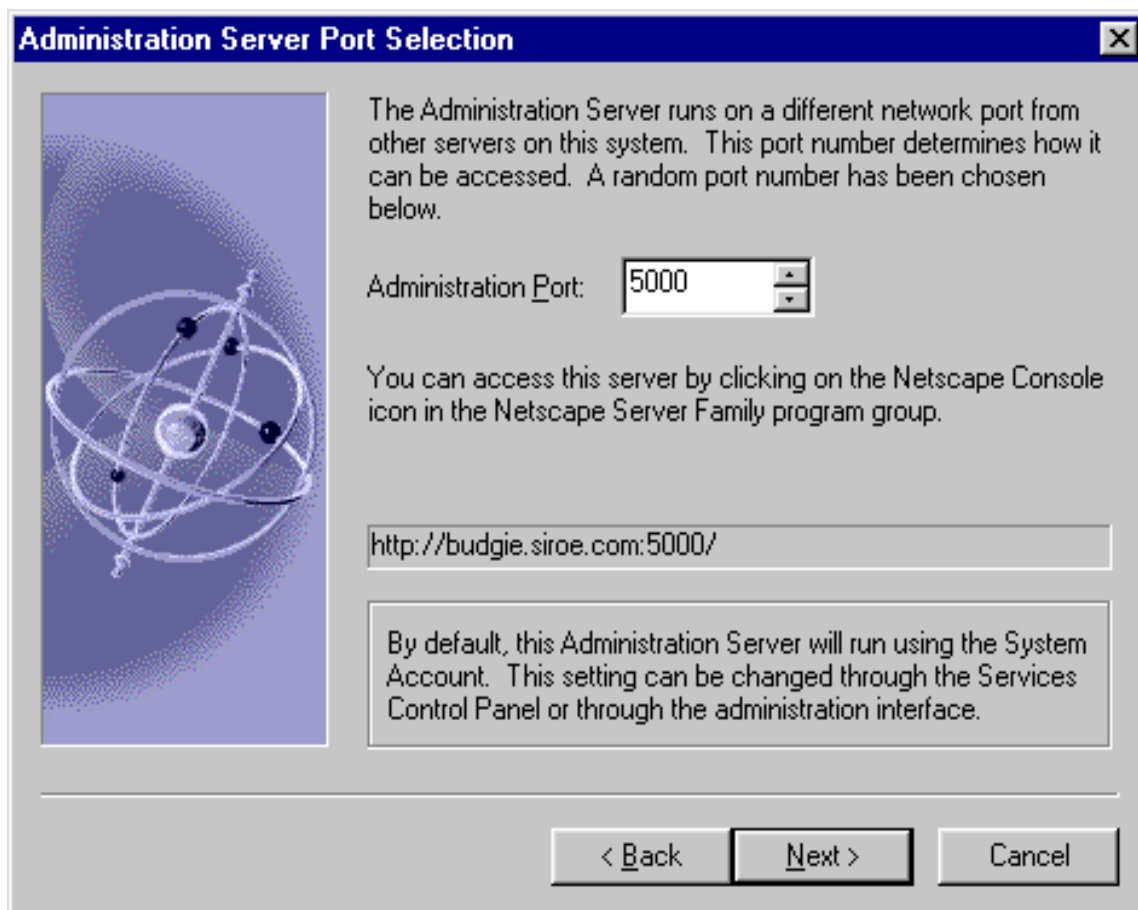 Administration Server Port Selection
The Administration Server runs on a different network port from
other servers on this system.  This port number determines how it
can be accessed.  A random port number has been chosen
below.
Administration Port:
5000
You can access this server by clicking on the Netscape Console
icon in the Netscape Server Family program group.
http://budgie.siroe.com:5000/
By default, this Administration Server will run using the System
Account.  This setting can be changed through the Services
Control Panel or through the administration interface.
< Back
Next >
Cancel